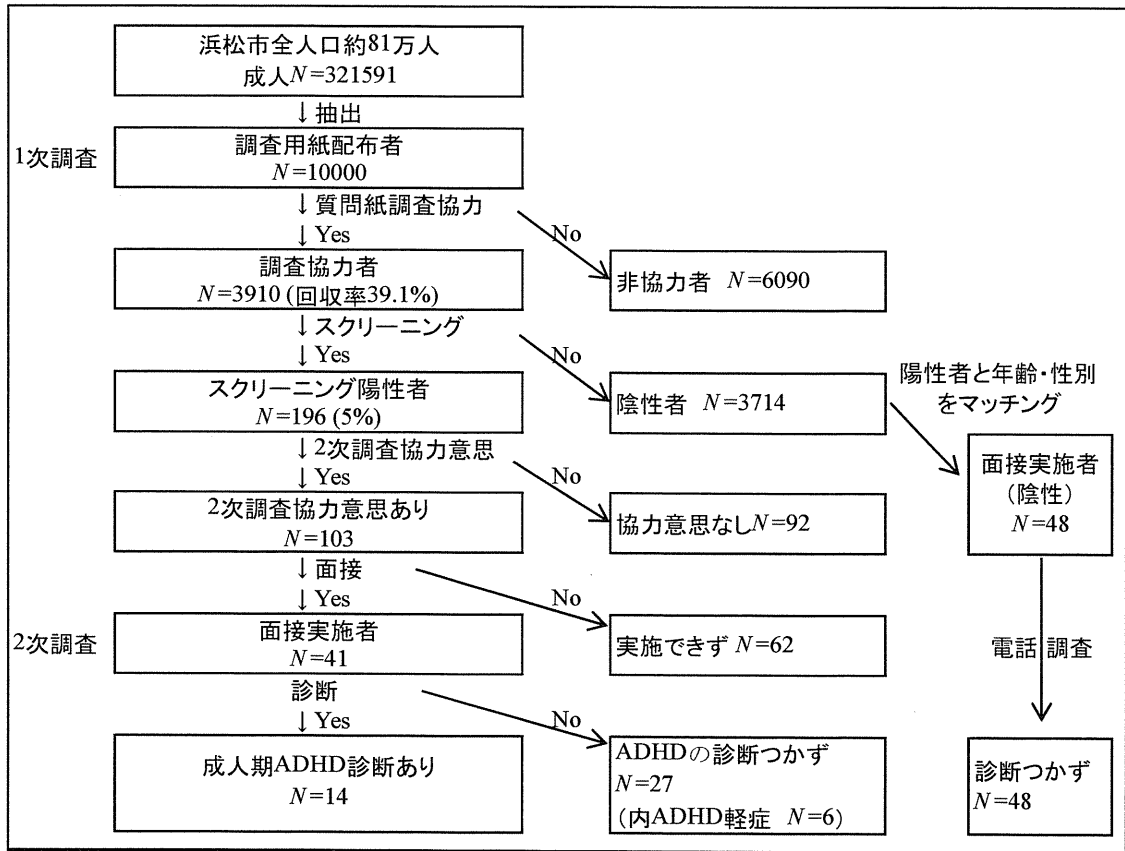 浜松市全人口約81万人
成人N=321591
↓抽出
1次調査
調査用紙配布者
N=10000
↓質問紙調査協力
↓Yes
No
調査協力者
N=3910 (回収率39.1%)
非協力者 N=6090
↓スクリーニング
↓Yes
No
スクリーニング陽性者
N=196 (5%)
陰性者 N=3714
陽性者と年齢・性別
をマッチング
↓2次調査協力意思
↓Yes
No
面接実施者
(陰性)
N=48
2次調査協力意思あり
N=103
協力意思なしN=92
↓面接
↓Yes
No
2次調査
面接実施者
N=41
実施できず N=62
電話調査
診断
↓Yes
No
成人期ADHD診断あり
N=14
ADHDの診断つかず
N=27
(内ADHD軽症 N=6)
診断つかず
N=48